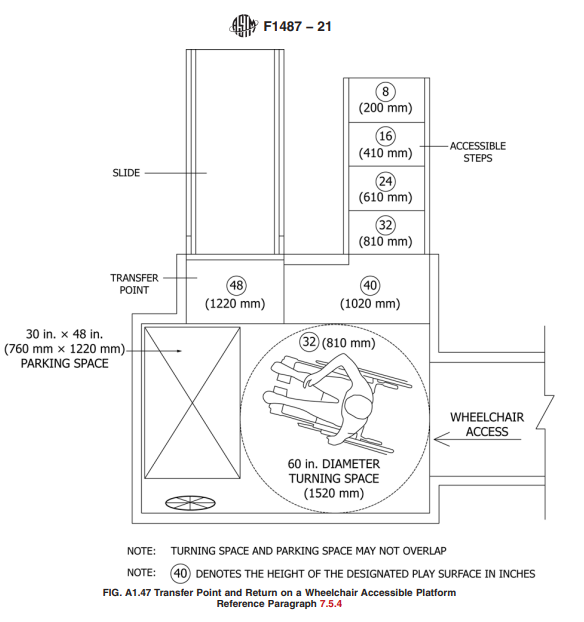 ASTM F1487 – 21
8
(200 mm)
16
(410 mm)
ACCESSIBLE
STEPS
SLIDE
24
(610 mm)
32
(810 mm)
TRANSFER
POINT
48
(1220 mm)
40
(1020 mm)
30 in. × 48 in.
(760 mm × 1220 mm)
PARKING SPACE
32 (810 mm)
WHEELCHAIR
ACCESS
60 in. DIAMETER
TURNING SPACE
(1520 mm)
NOTE: TURNING SPACE AND PARKING SPACE MAY NOT OVERLAP
NOTE: 40 DENOTES THE HEIGHT OF THE DESIGNATED PLAY SURFACE IN INCHES
FIG. A1.47 Transfer Point and Return on a Wheelchair Accessible Platform
Reference Paragraph 7.5.4